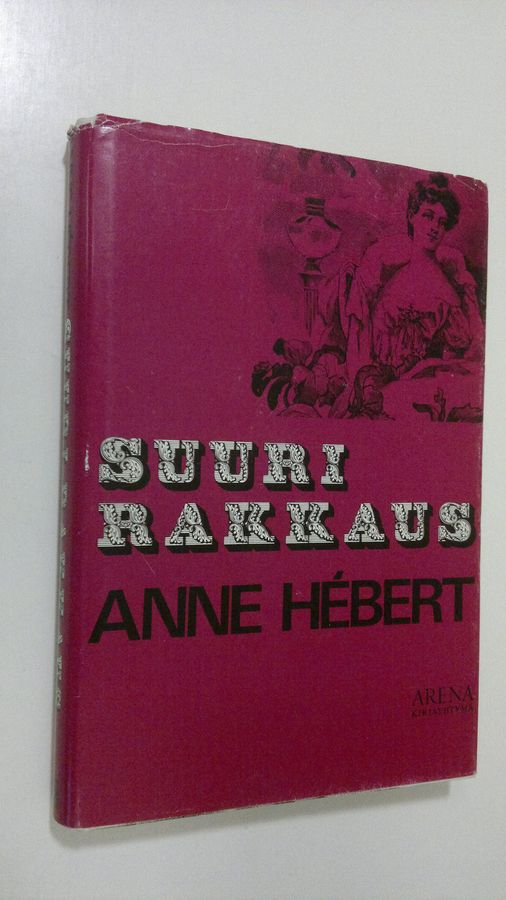 SUURI
RAKKAUS
ANNE HÉBERT
ARENA
KIRJAYHTYMÄ